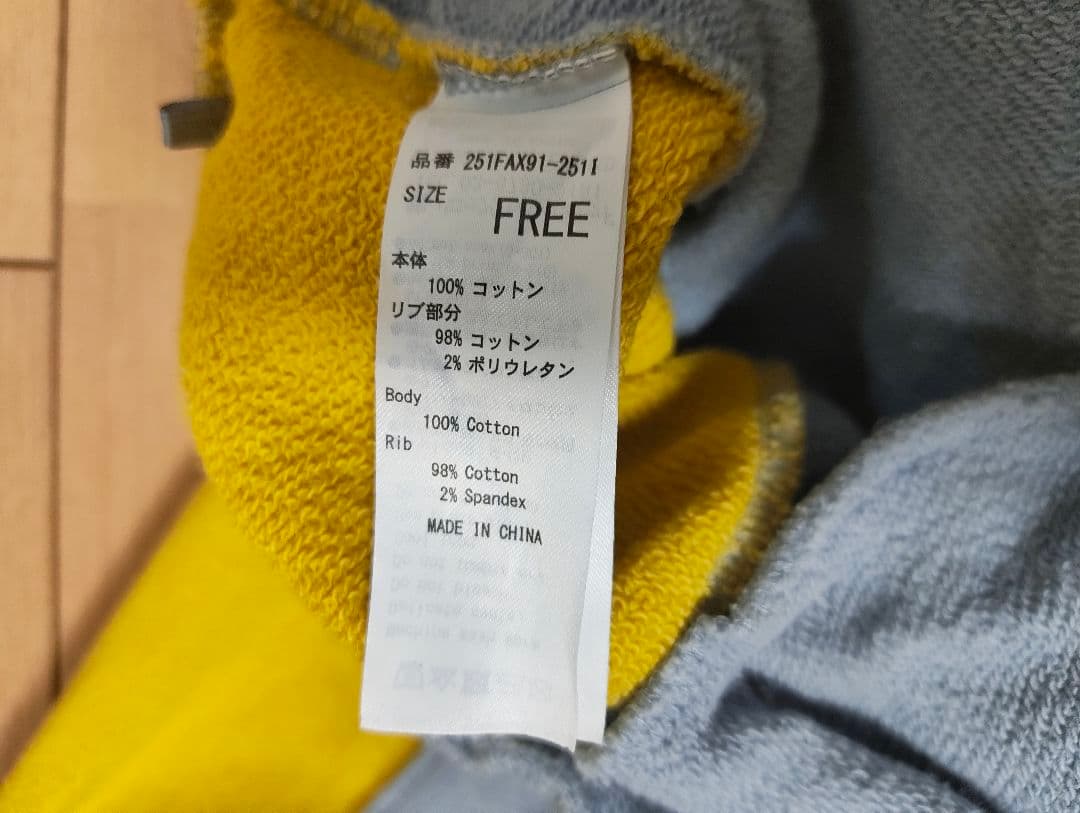 品番 251FAX91-2511
SIZE
FREE
本体
100% コットン
リブ部分
98% コットン
2% ポリウレタン
Body
100% Cotton
Rib
98% Cotton
2% Spandex
MADE IN CHINA